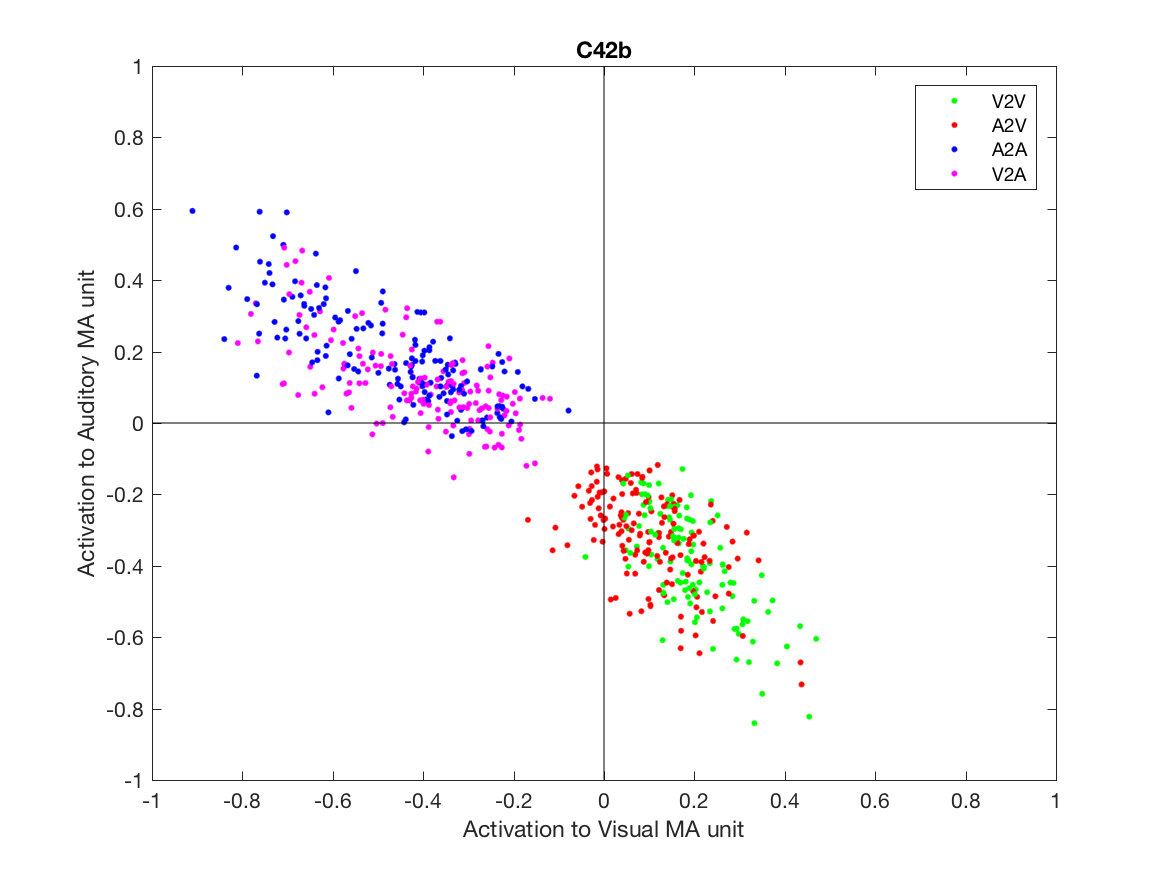 C42b
1
0.8
0.6
0.4
0.2
0
-0.2
-0.4
-0.6
-0.8
-1
Activation to Auditory MA unit
V2V
A2V
A2A
V2A
-1 -0.8 -0.6 -0.4 -0.2 0 0.2 0.4 0.6 0.8 1
Activation to Visual MA unit